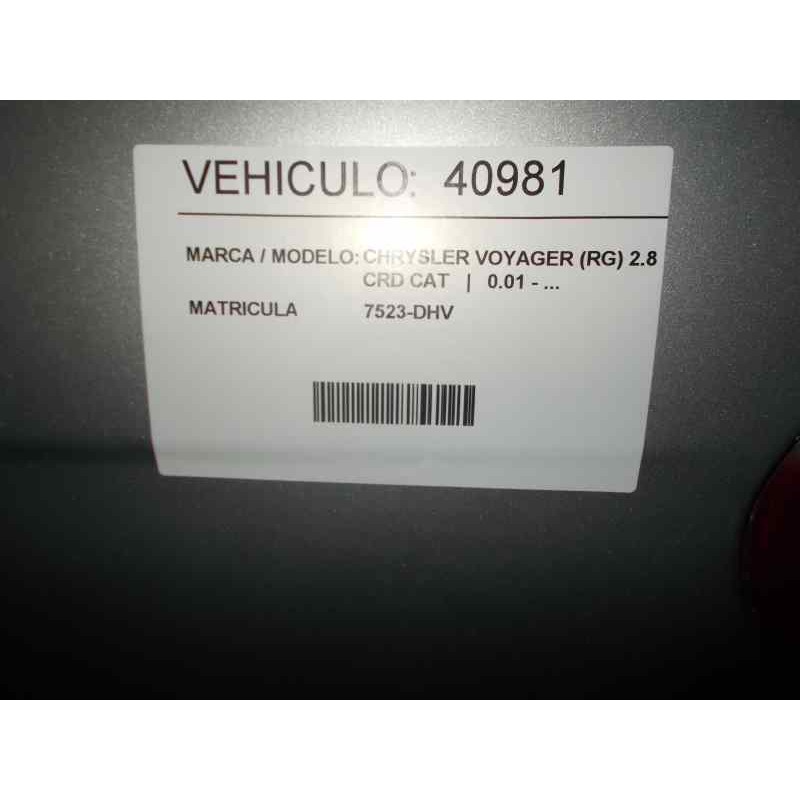 VEHICULO: 40981
MARCA / MODELO: CHRYSLER VOYAGER (RG) 2.8
CRD CAT | 0.01 - ...
MATRICULA 7523-DHV